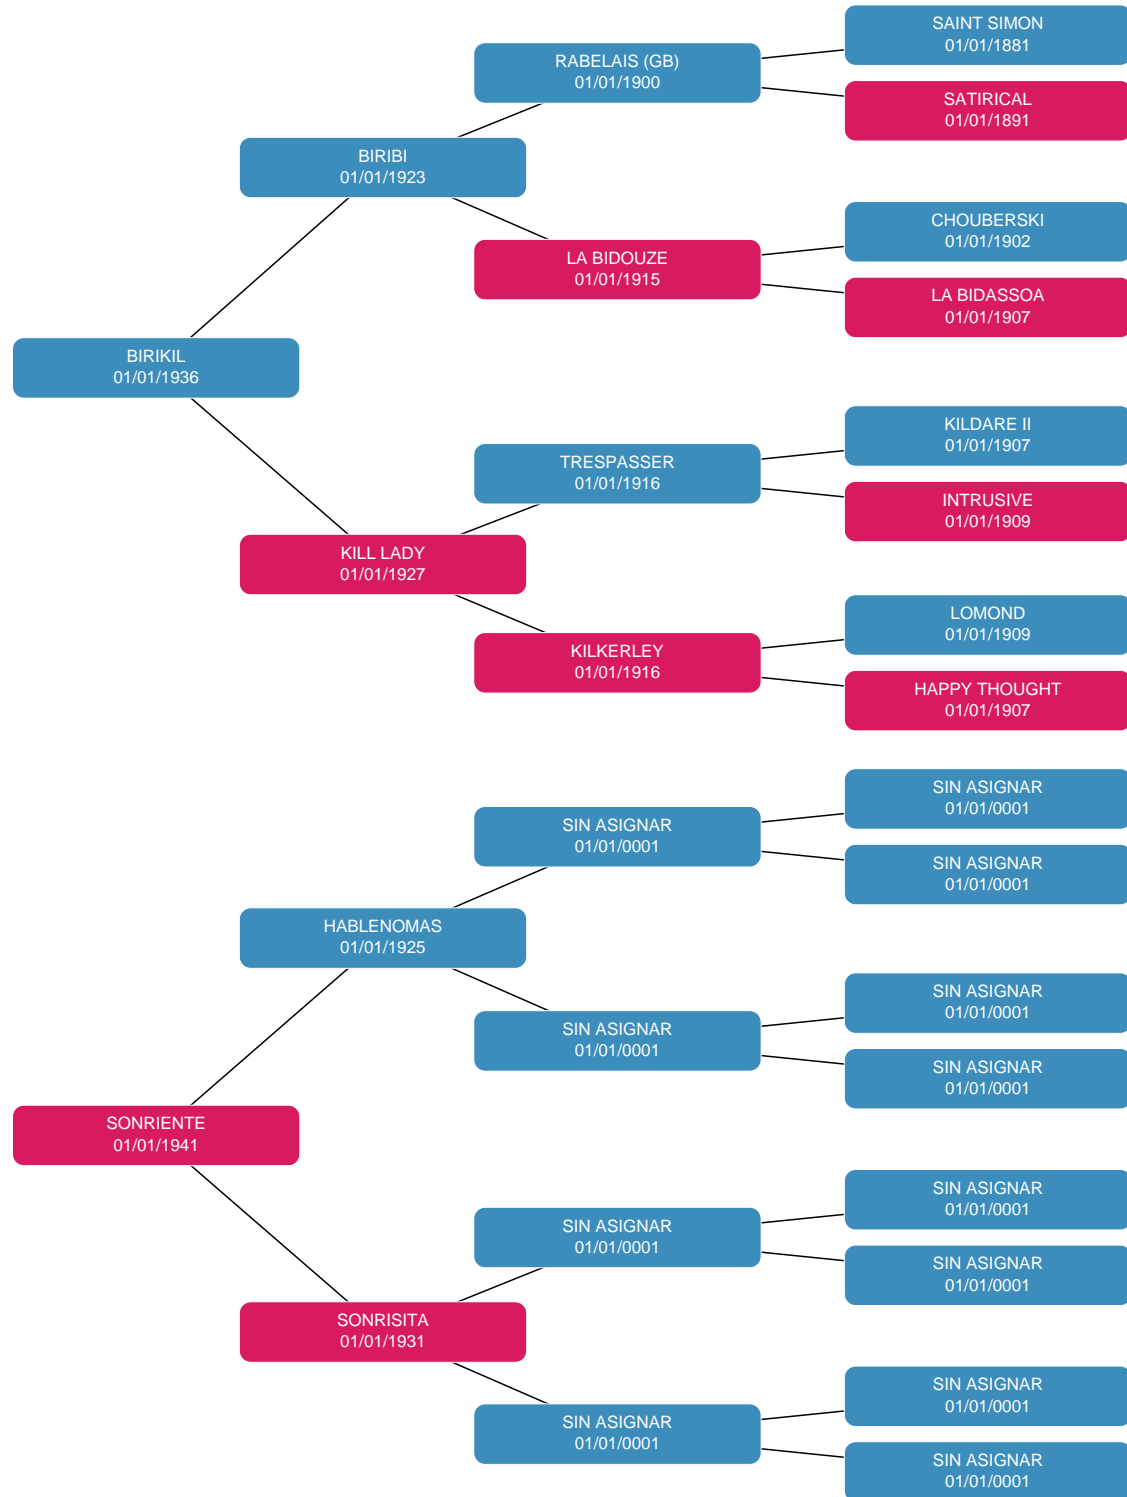 SAINT SIMON
01/01/1881
RABELAIS (GB)
01/01/1900
SATIRICAL
01/01/1891
BIRIBI
01/01/1923
CHOUBERSKI
01/01/1902
LA BIDOUZE
01/01/1915
LA BIDASSOA
01/01/1907
BIRIKIL
01/01/1936
KILDARE II
01/01/1907
TRESPASSER
01/01/1916
INTRUSIVE
01/01/1909
KILL LADY
01/01/1927
LOMOND
01/01/1909
KILKERLEY
01/01/1916
HAPPY THOUGHT
01/01/1907
SIN ASIGNAR
01/01/0001
SIN ASIGNAR
01/01/0001
SIN ASIGNAR
01/01/0001
HABLENOMAS
01/01/1925
SIN ASIGNAR
01/01/0001
SIN ASIGNAR
01/01/0001
SIN ASIGNAR
01/01/0001
SONRIENTE
01/01/1941
SIN ASIGNAR
01/01/0001
SIN ASIGNAR
01/01/0001
SIN ASIGNAR
01/01/0001
SONRISITA
01/01/1931
SIN ASIGNAR
01/01/0001
SIN ASIGNAR
01/01/0001
SIN ASIGNAR
01/01/0001